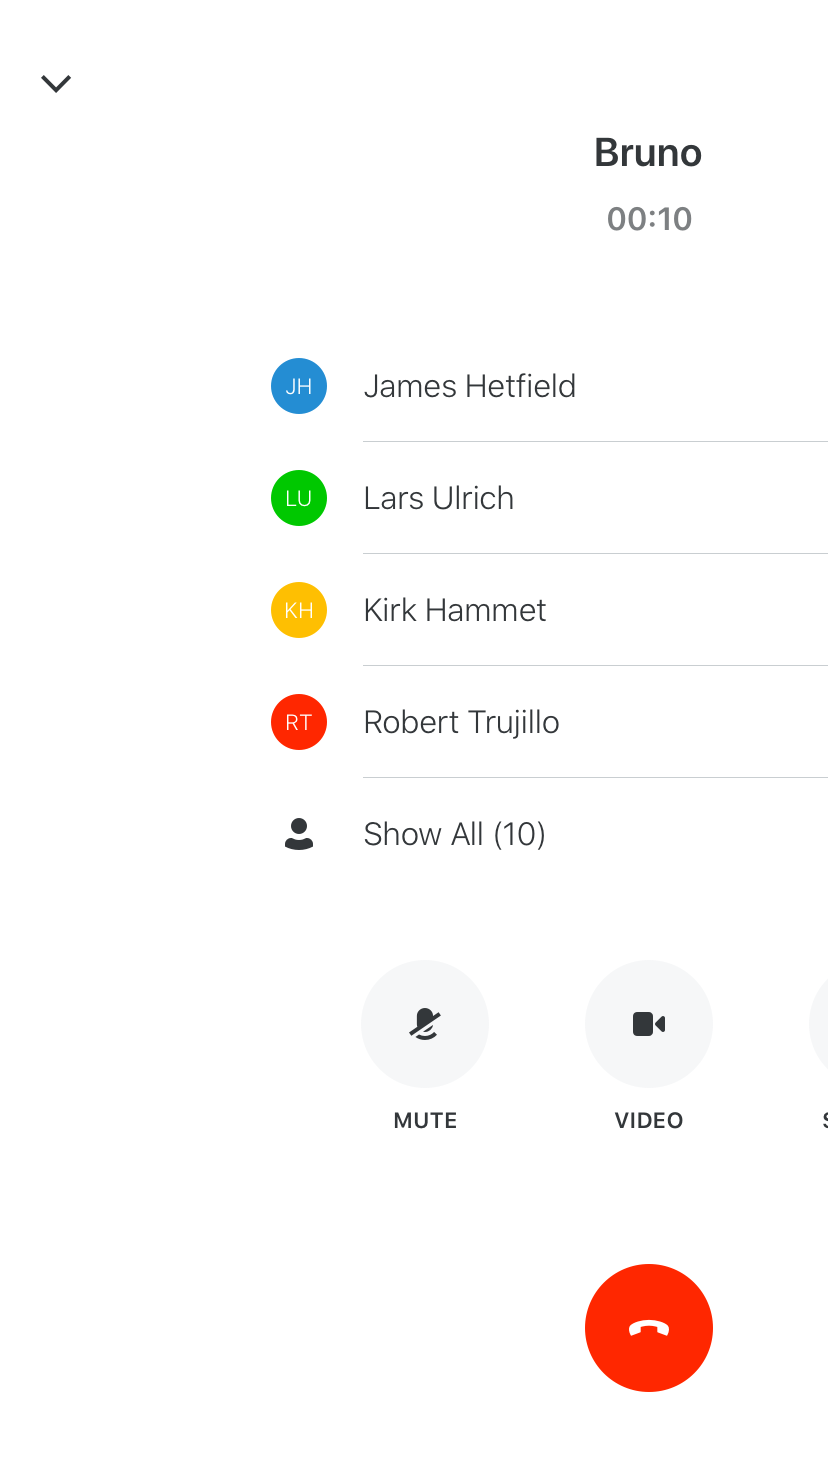 Bruno
00:10
JH James Hetfield
LU Lars Ulrich
KH Kirk Hammet
RT Robert Trujillo
Show All (10)
MUTE VIDEO